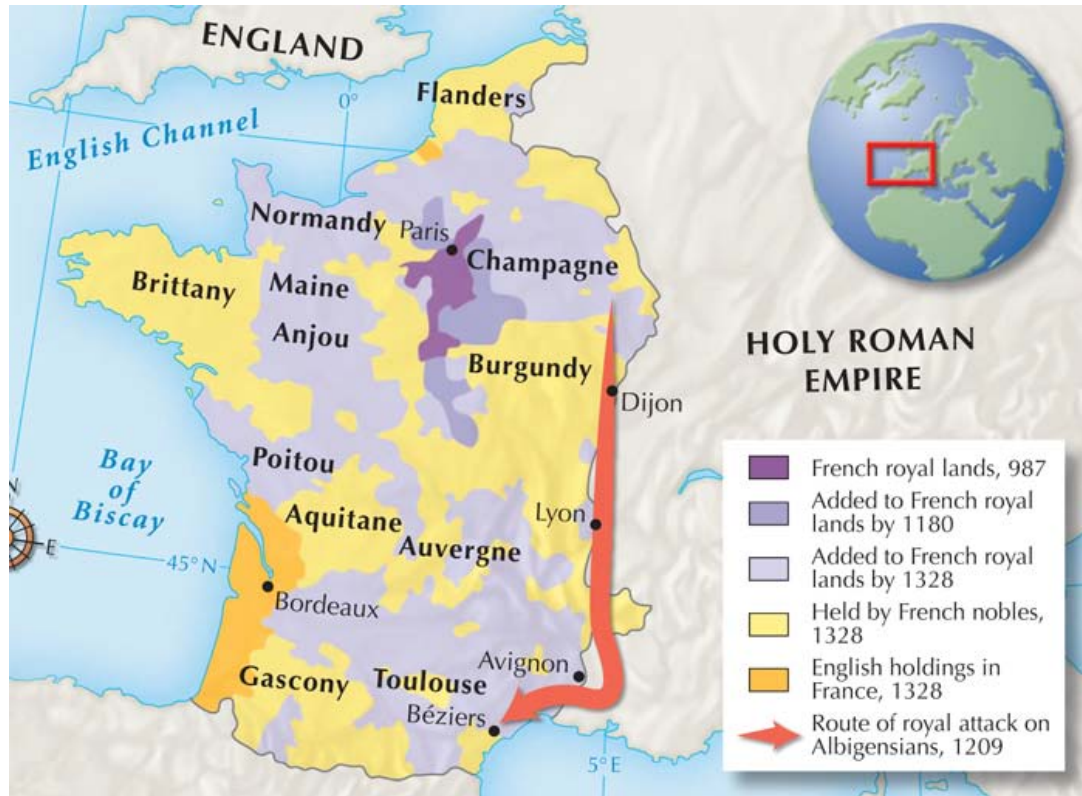 ENGLAND
0°
English Channel
Flanders
Normandy
Paris
Champagne
Brittany
Maine
Anjou
Burgundy
Dijon
HOLY ROMAN
EMPIRE
Bay
of
Biscay
Poitou
Aquitane
Auvergne
Lyon
N
E
45°N
Bordeaux
Gascony
Toulouse
Avignon
Béziers
5°E
French royal lands, 987
Added to French royal
lands by 1180
Added to French royal
lands by 1328
Held by French nobles,
1328
English holdings in
France, 1328
Route of royal attack on
Albigensians, 1209